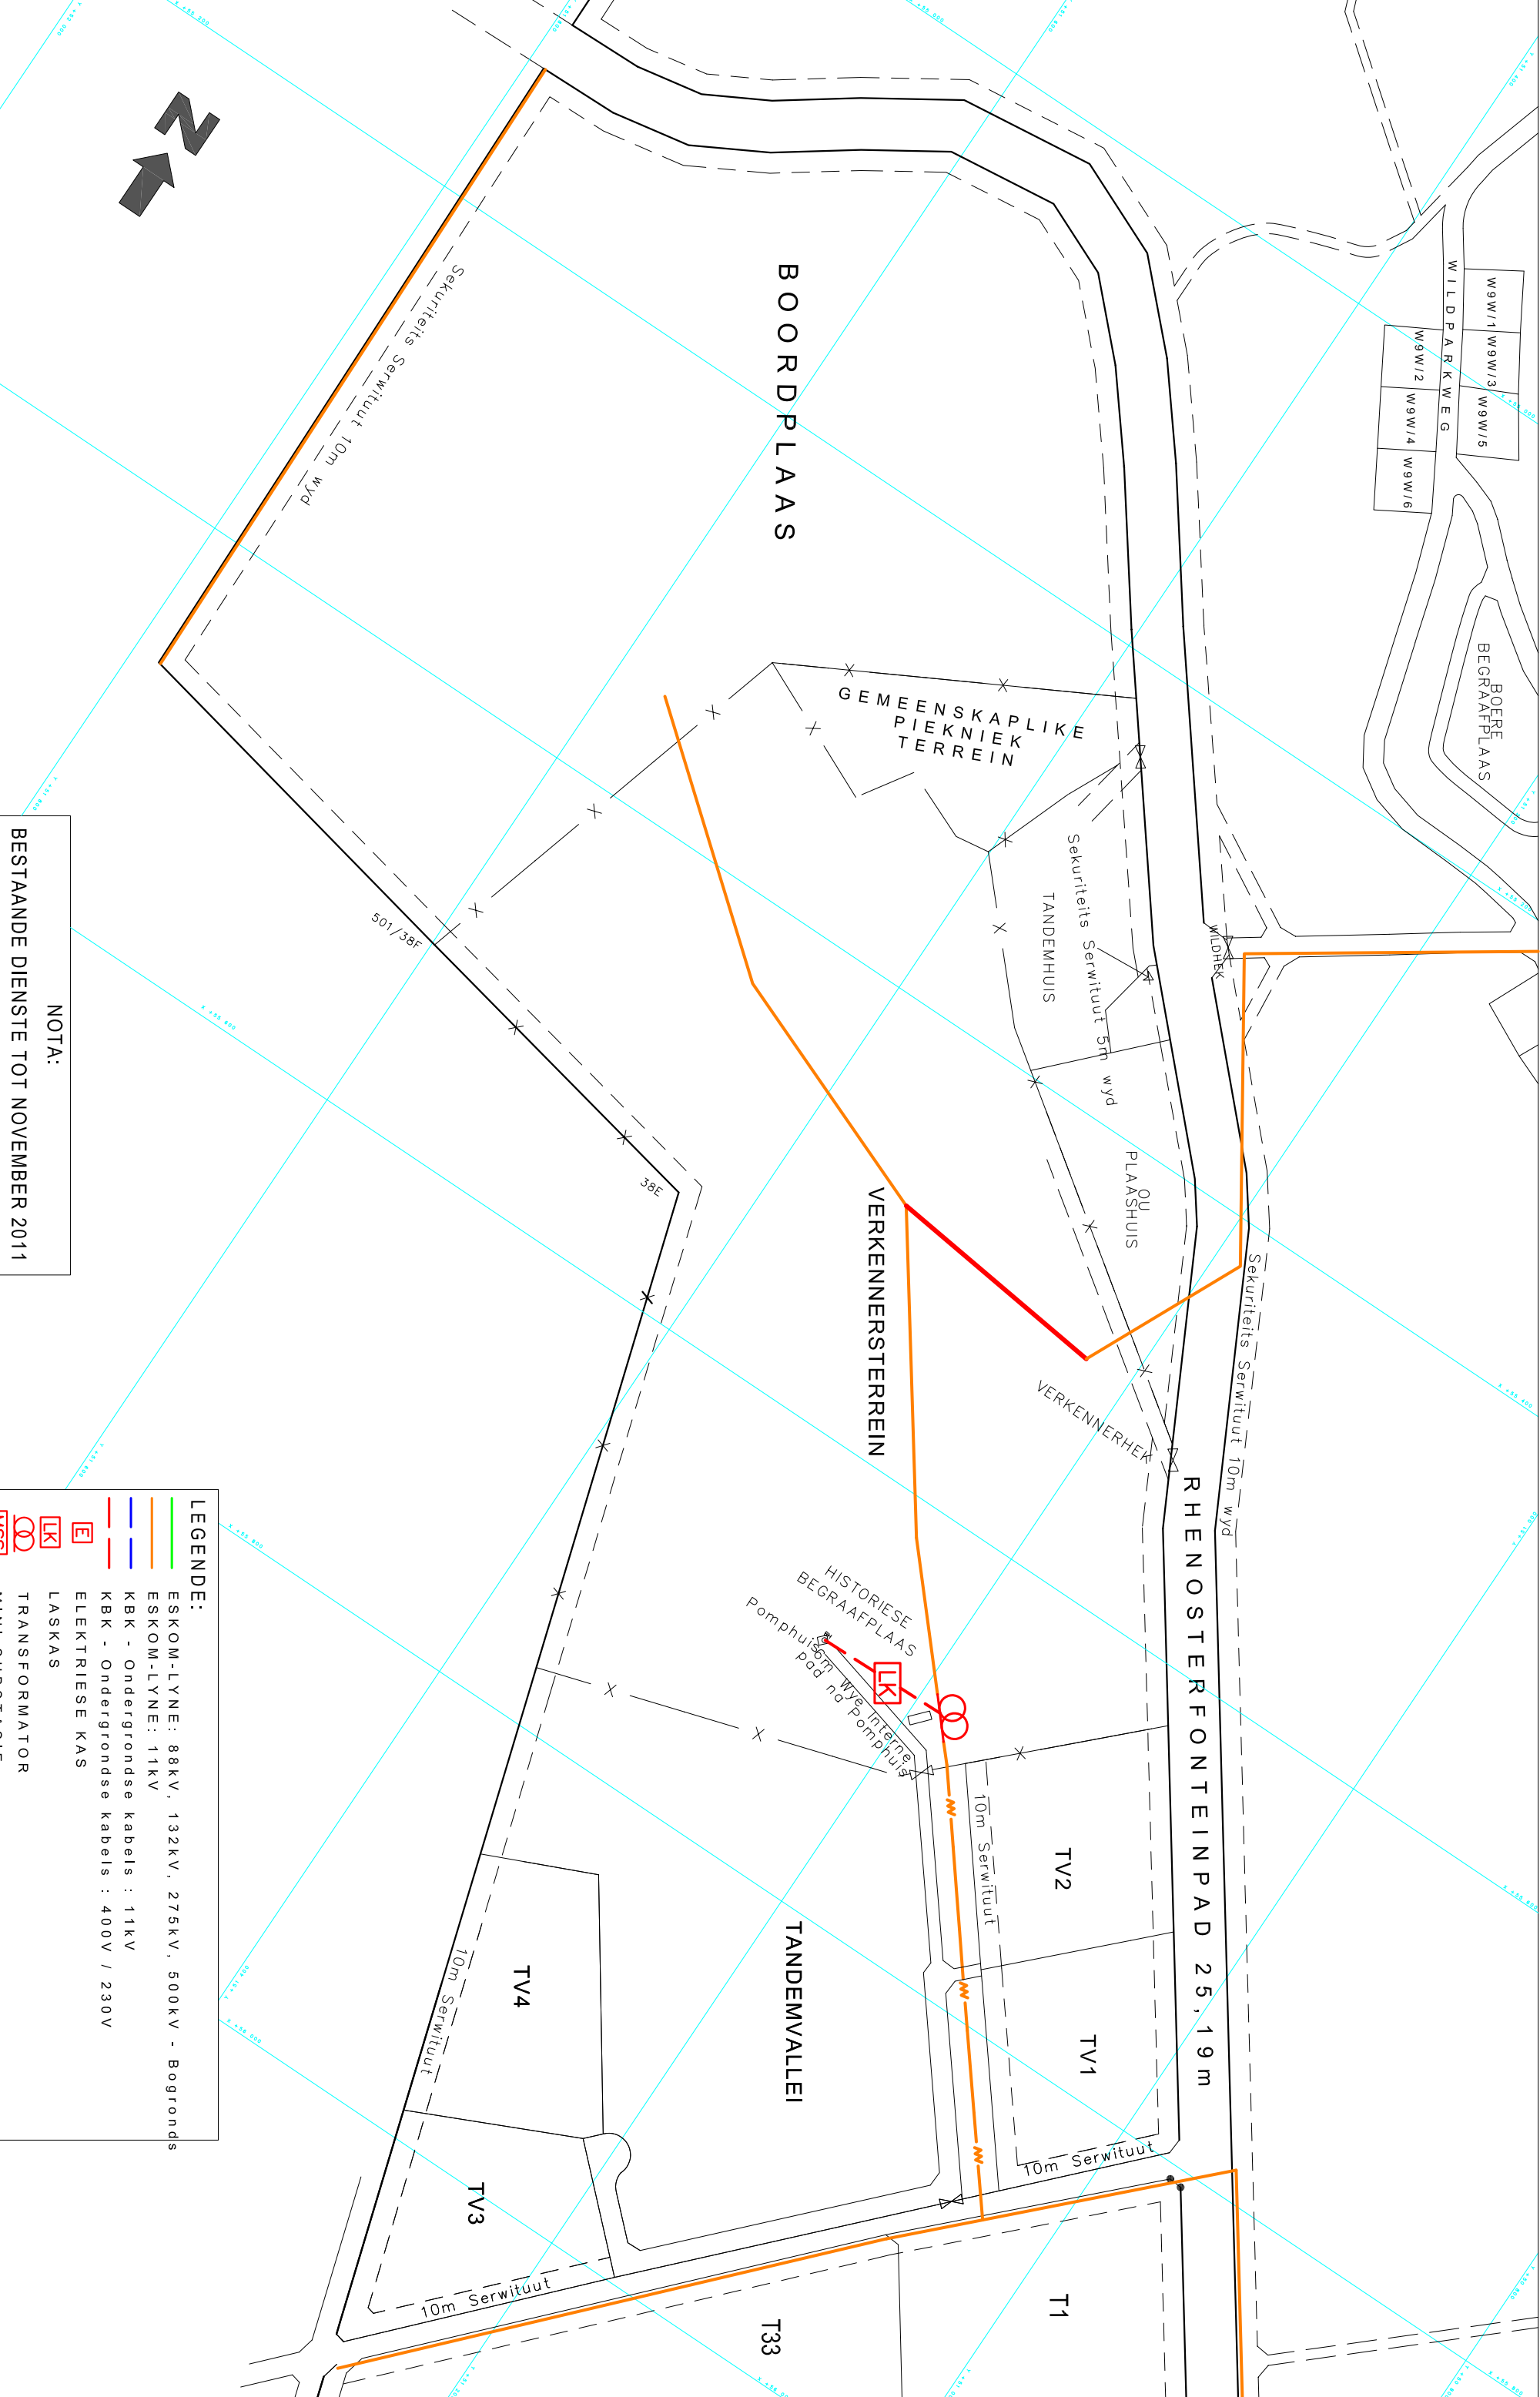 N
BOORDPLAAS
Sekuriteits Serwituut 10m wyd
WILDPARKWEG
W9W/1
W9W/3
W9W/5
W9W/2
W9W/4
W9W/6
BOERE
BEGRAAFPLAAS
GEMEENSKAPLIKE
PIEKNIEK
TERREIN
Sekuriteits Serwituut 5m wyd
TANDEMHUIS
WILDHEK
OU
PLAASHUIS
501/38F
38E
VERKENNERSTERREIN
VERKENNERHEK
Sekuriteits Serwituut 10m wyd
RHENOSTERFONTEINPAD 25,19m
HISTORIESE
BEGRAAFPLAAS
Pomphuis
LK
6m Wye Interne
pad na Pomphuis
10m Serwituut
TV2
TV1
TANDEMVALLEI
TV4
10m Serwituut
TV3
10m Serwituut
10m Serwituut
T1
T33
NOTA:
BESTAANDE DIENSTE TOT NOVEMBER 2011
LEGENDE:
ESKOM-LYNE: 88kV, 132kV, 275kV, 500kV - Bogronds
ESKOM-LYNE: 11kV
KBK - Ondergrondse kabels : 11kV
KBK - Ondergrondse kabels : 400V / 230V
E
ELEKTRIESE KAS
LK
LASKAS
TRANSFORMATOR